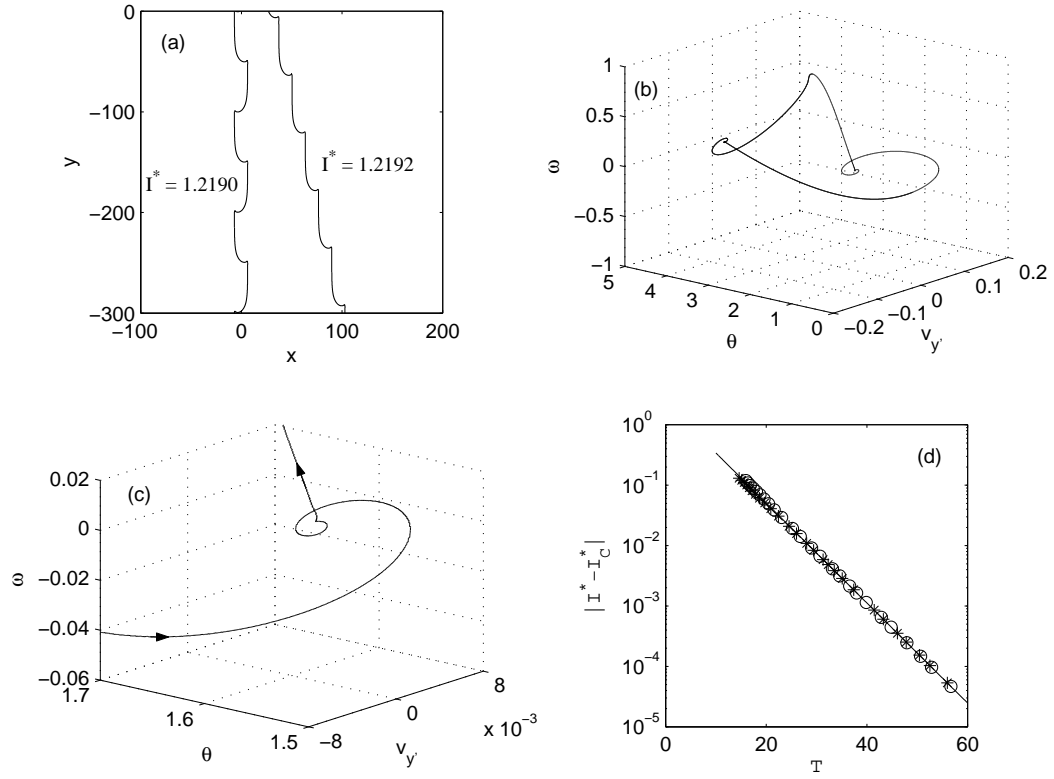 (a)
0
−100
−200
−300
y
I* = 1.2190
I* = 1.2192
−100 0 100 200
x
(b)
1
0.5
0
−0.5
−1
ω
5 4 3 2 1 0
θ
−0.2 −0.1 0 0.1 0.2
v_y'
(c)
0.02
0
−0.02
−0.04
−0.06
ω
1.7 1.6 1.5
θ
−8 0 8
x 10^−3
v_y'
(d)
10^0
10^−1
10^−2
10^−3
10^−4
10^−5
|I*−I*_C|
0 20 40 60
T